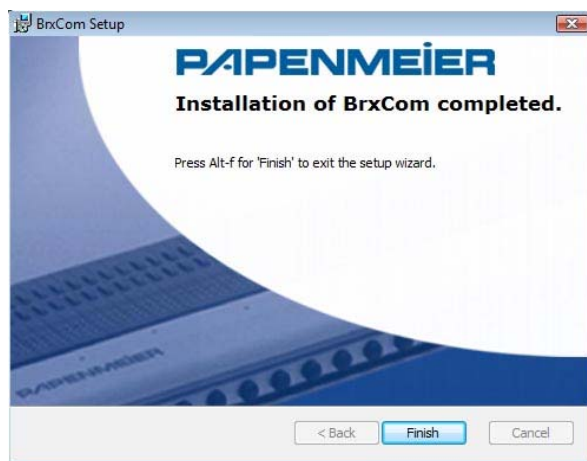 BrxCom Setup
PAPENMEiER
Installation of BrxCom completed.
Press Alt-f for 'Finish' to exit the setup wizard.
PAPENMEIER
< Back
Finish
Cancel